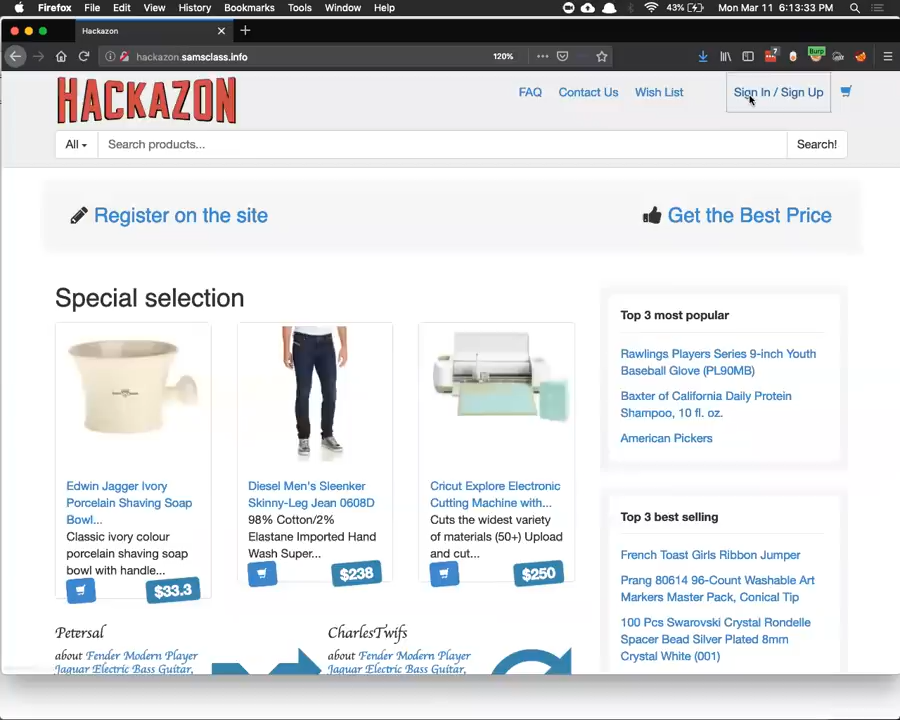 Firefox File Edit View History Bookmarks Tools Window Help 43% Mon Mar 11 6:13:33 PM
Hackazon
hackazon.samsclass.info 120% 7 Burp
HACKAZON
FAQ Contact Us Wish List Sign In / Sign Up
All Search products... Search!
Register on the site Get the Best Price
Special selection
Edwin Jagger Ivory
Porcelain Shaving Soap
Bowl...
Classic ivory colour
porcelain shaving soap
bowl with handle...
$33.3
Diesel Men's Sleenker
Skinny-Leg Jean 0608D
98% Cotton/2%
Elastane Imported Hand
Wash Super...
$238
Cricut Explore Electronic
Cutting Machine with...
Cuts the widest variety
of materials (50+) Upload
and cut...
$250
Top 3 most popular
Rawlings Players Series 9-inch Youth
Baseball Glove (PL90MB)
Baxter of California Daily Protein
Shampoo, 10 fl. oz.
American Pickers
Top 3 best selling
French Toast Girls Ribbon Jumper
Prang 80614 96-Count Washable Art
Markers Master Pack, Conical Tip
100 Pcs Swarovski Crystal Rondelle
Spacer Bead Silver Plated 8mm
Crystal White (001)
Petersal
about Fender Modern Player
Jaguar Electric Bass Guitar,
CharlesTwifs
about Fender Modern Player
Jaguar Electric Bass Guitar,